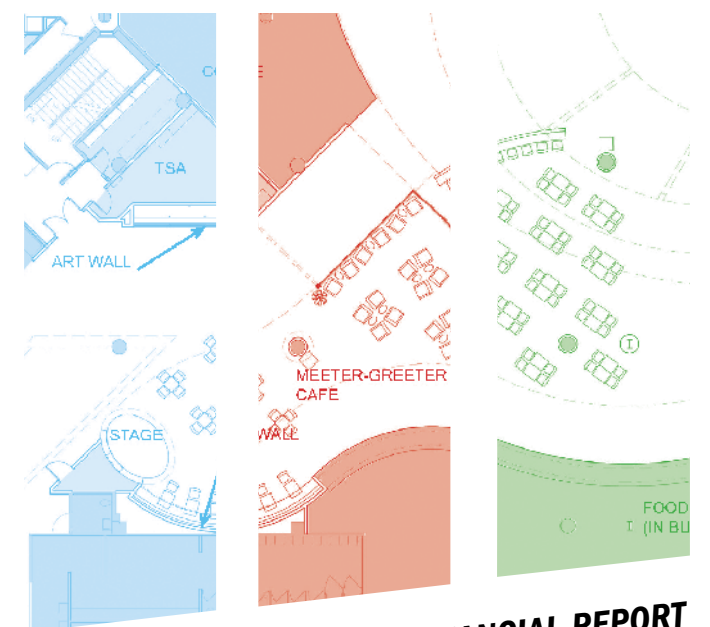 TSA
ART WALL
STAGE
MEETER-GREETER
CAFE
WALL
I
FOOD
I (IN BU
REPORT